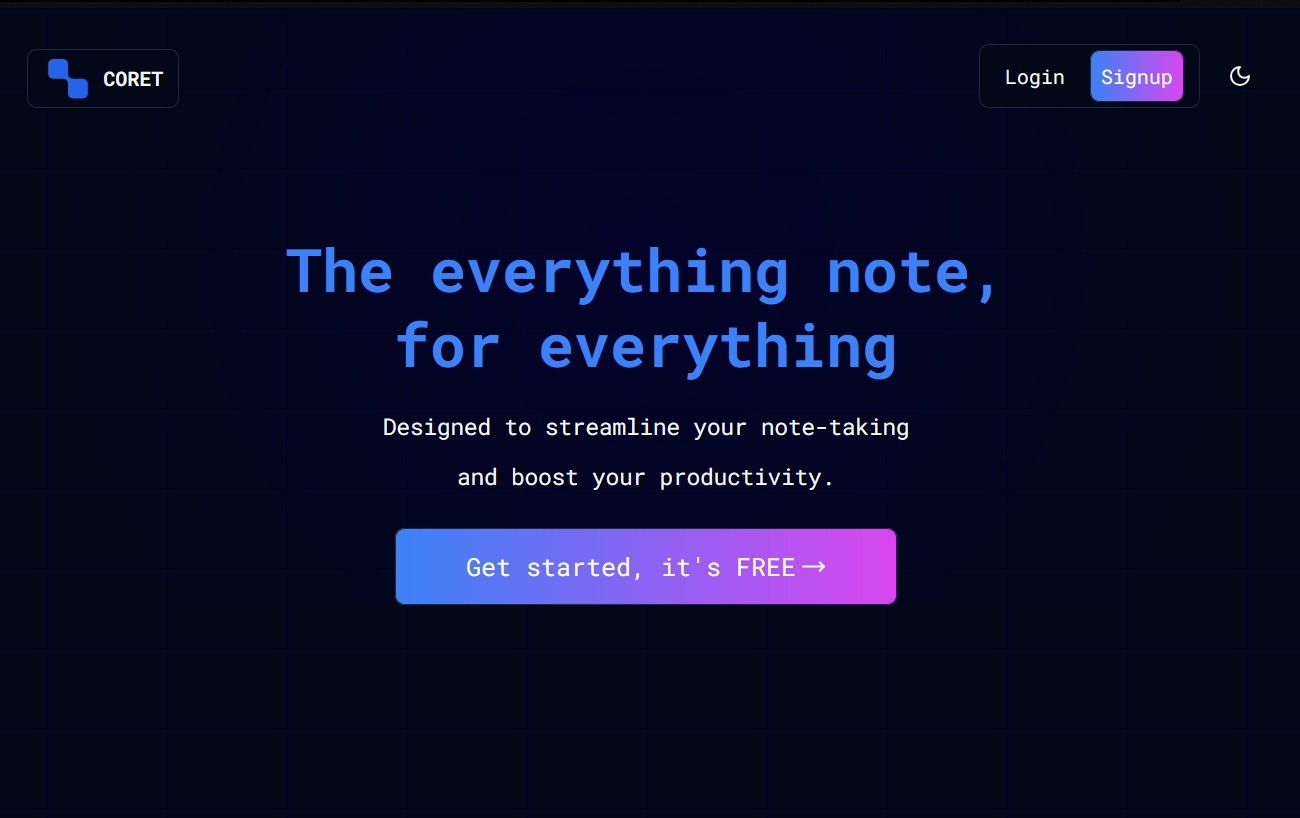 CORET
Login
Signup
The everything note,
for everything
Designed to streamline your note-taking
and boost your productivity.
Get started, it's FREE→